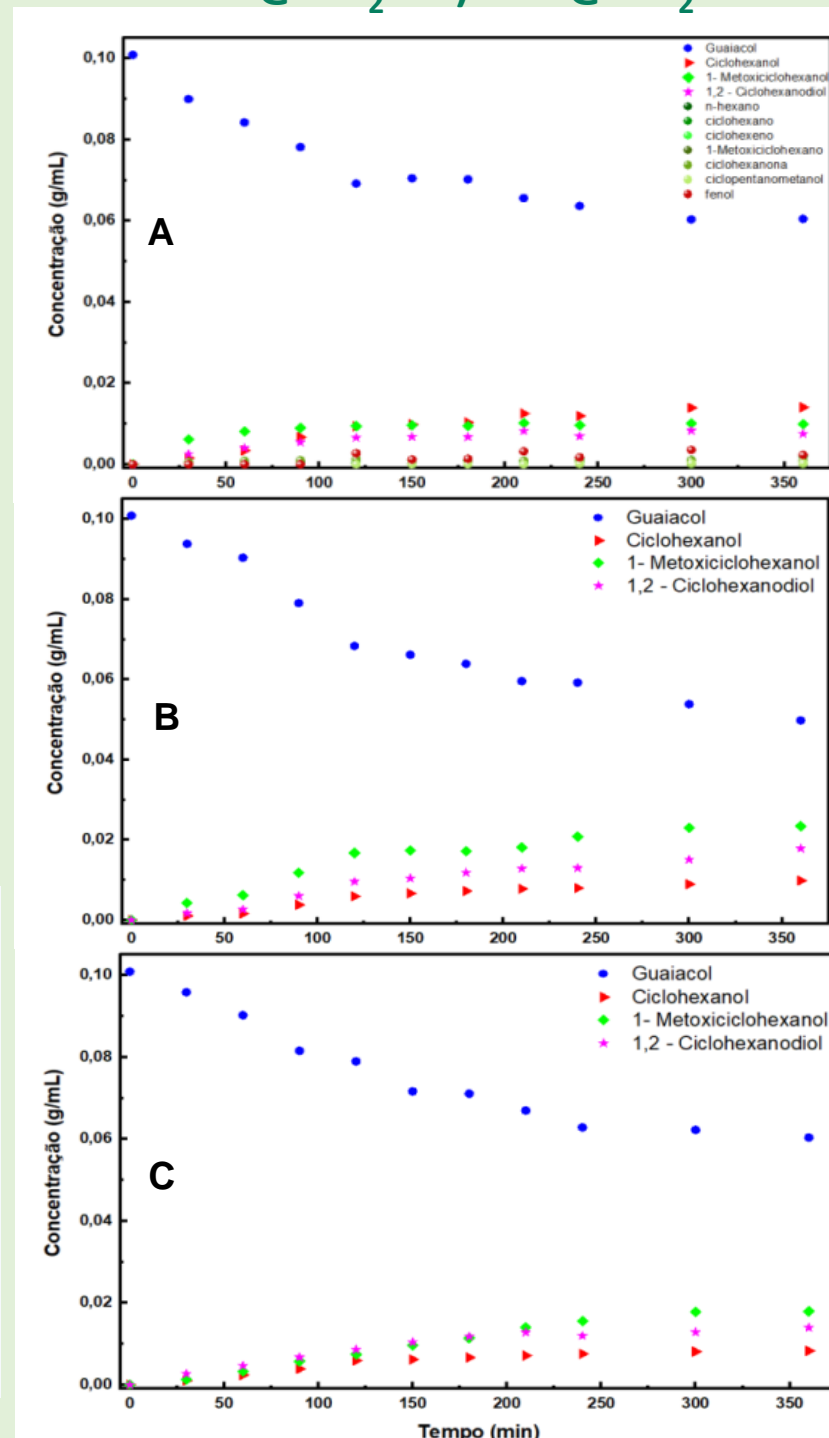 Concentração (g/mL)
0,10
0,08
0,06
0,04
0,02
0,00
A
Guaiacol
Ciclohexanol
1- Metoxiciclohexanol
1,2 - Ciclohexanodiol
n-hexano
ciclohexano
ciclohexeno
1-Metoxiciclohexano
ciclohexanona
ciclopentanometanol
fenol
0 50 100 150 200 250 300 350
Concentração (g/mL)
0,10
0,08
0,06
0,04
0,02
0,00
B
Guaiacol
Ciclohexanol
1- Metoxiciclohexanol
1,2 - Ciclohexanodiol
0 50 100 150 200 250 300 350
Concentração (g/mL)
0,10
0,08
0,06
0,04
0,02
0,00
C
Guaiacol
Ciclohexanol
1- Metoxiciclohexanol
1,2 - Ciclohexanodiol
0 50 100 150 200 250 300 350
Tempo (min)